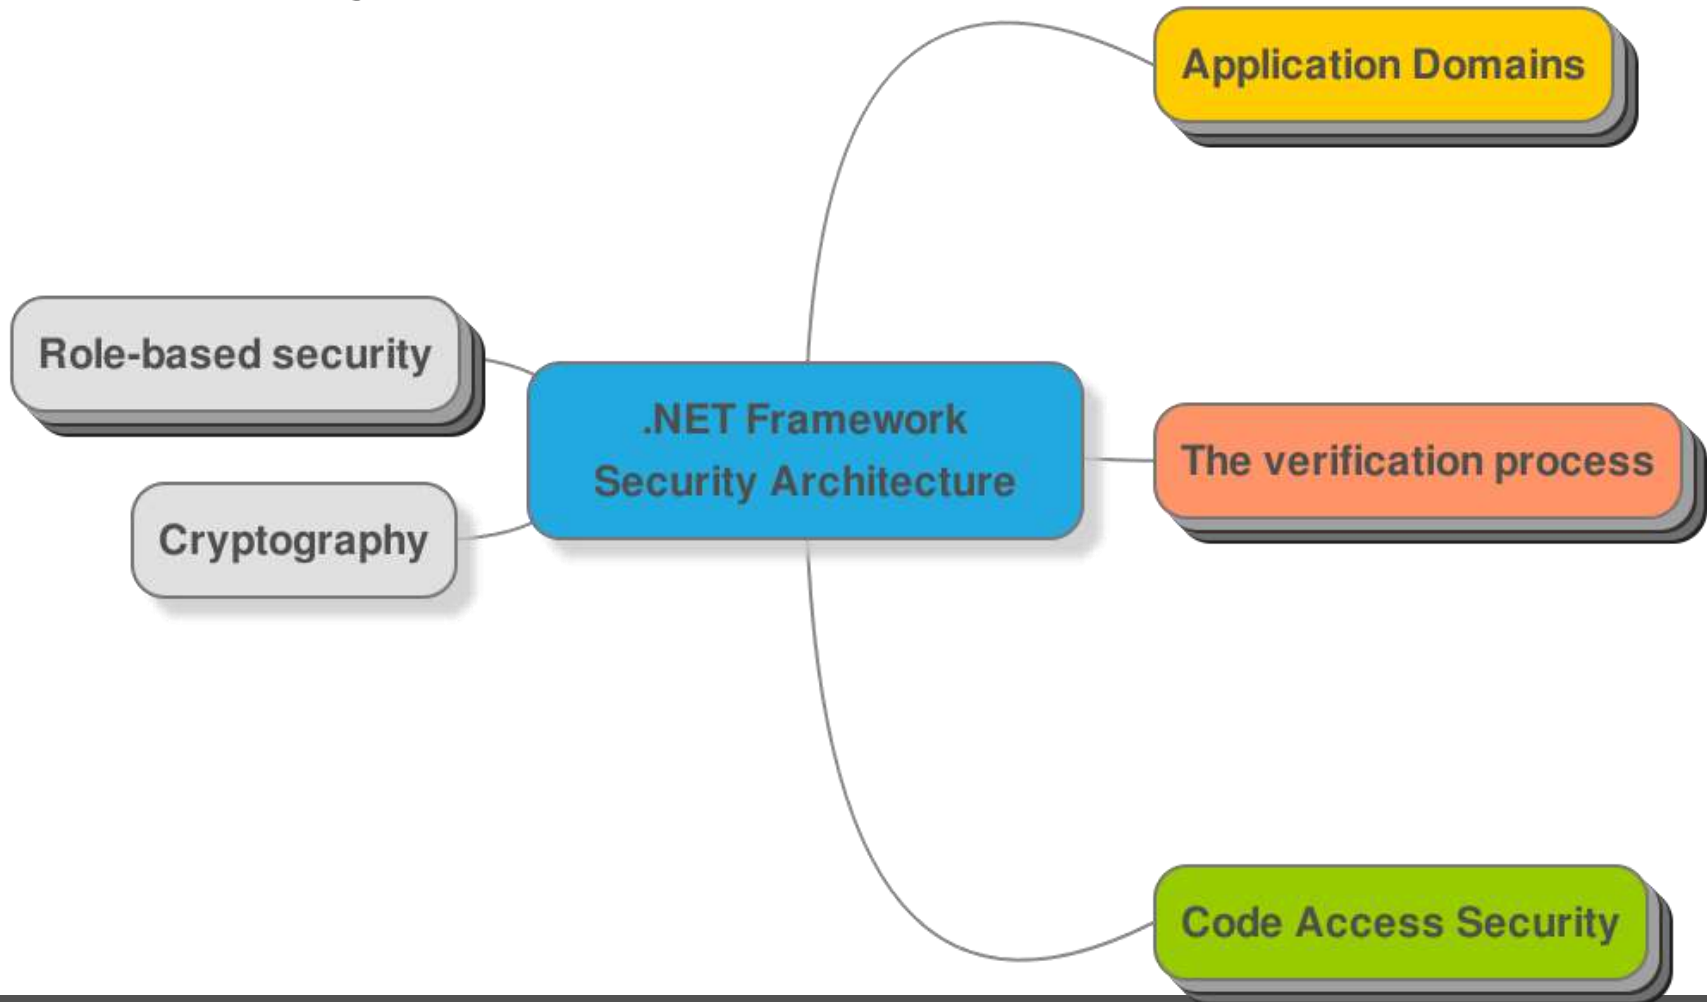 Application Domains
Role-based security
.NET Framework
Security Architecture
The verification process
Cryptography
Code Access Security